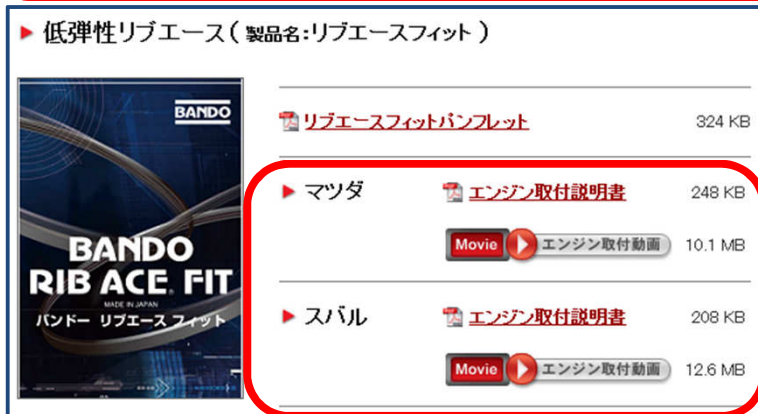 低弾性リブエース(製品名:リブエースフィット)
BANDO
BANDO
RIB ACE FIT
MADE IN JAPAN
バンドー リブエース フィット
リブエースフィットパンフレット 324 KB
マツダ エンジン取付説明書 248 KB
Movie エンジン取付動画 10.1 MB
スバル エンジン取付説明書 208 KB
Movie エンジン取付動画 12.6 MB